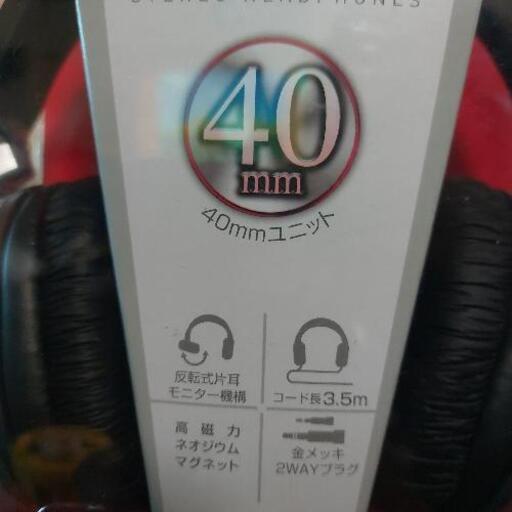 STEREO HEADPHONES
40
mm
40mmユニット
反転式片耳
モニター機構
コード長3.5m
高磁力
ネオジウム
マグネット
金メッキ
2WAYプラグ